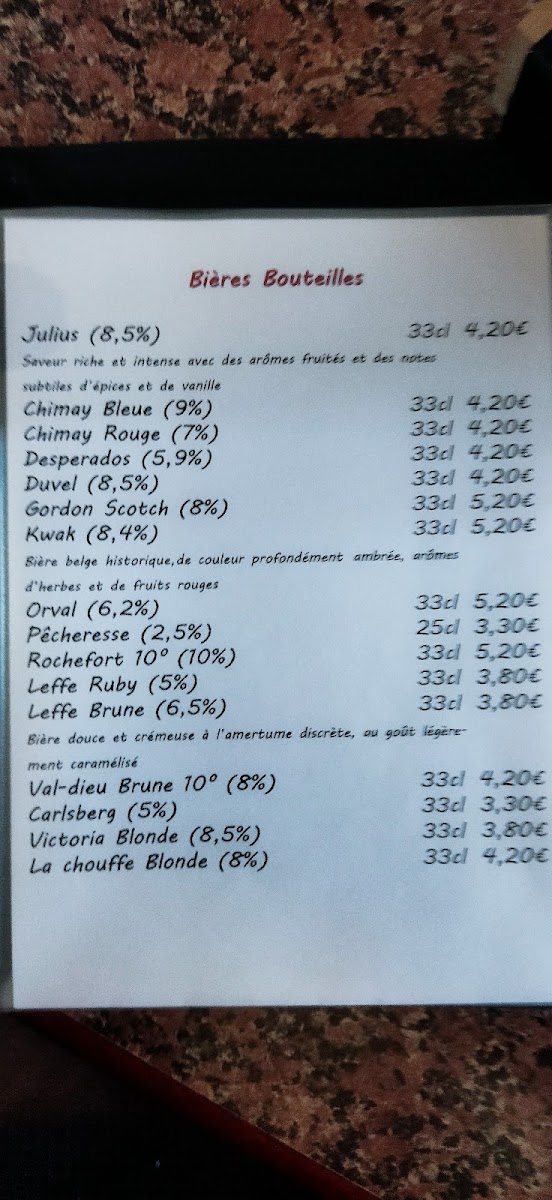 Bières Bouteilles
Julius (8,5%) 33cl 4,20€
Saveur riche et intense avec des arômes fruités et des notes
subtiles d'épices et de vanille
Chimay Bleue (9%) 33cl 4,20€
Chimay Rouge (7%) 33cl 4,20€
Desperados (5,9%) 33cl 4,20€
Duvel (8,5%) 33cl 4,20€
Gordon Scotch (8%) 33cl 5,20€
Kwak (8,4%) 33cl 5,20€
Bière belge historique,de couleur profondément ambrée, arômes
d'herbes et de fruits rouges
Orval (6,2%) 33cl 5,20€
Pêcheresse (2,5%) 25cl 3,30€
Rochefort 10° (10%) 33cl 5,20€
Leffe Ruby (5%) 33cl 3,80€
Leffe Brune (6,5%) 33cl 3,80€
Bière douce et crémeuse à l'amertume discrète, au goût légère-
ment caramélisé
Val-dieu Brune 10° (8%) 33cl 4,20€
Carlsberg (5%) 33cl 3,30€
Victoria Blonde (8,5%) 33cl 3,80€
La chouffe Blonde (8%) 33cl 4,20€